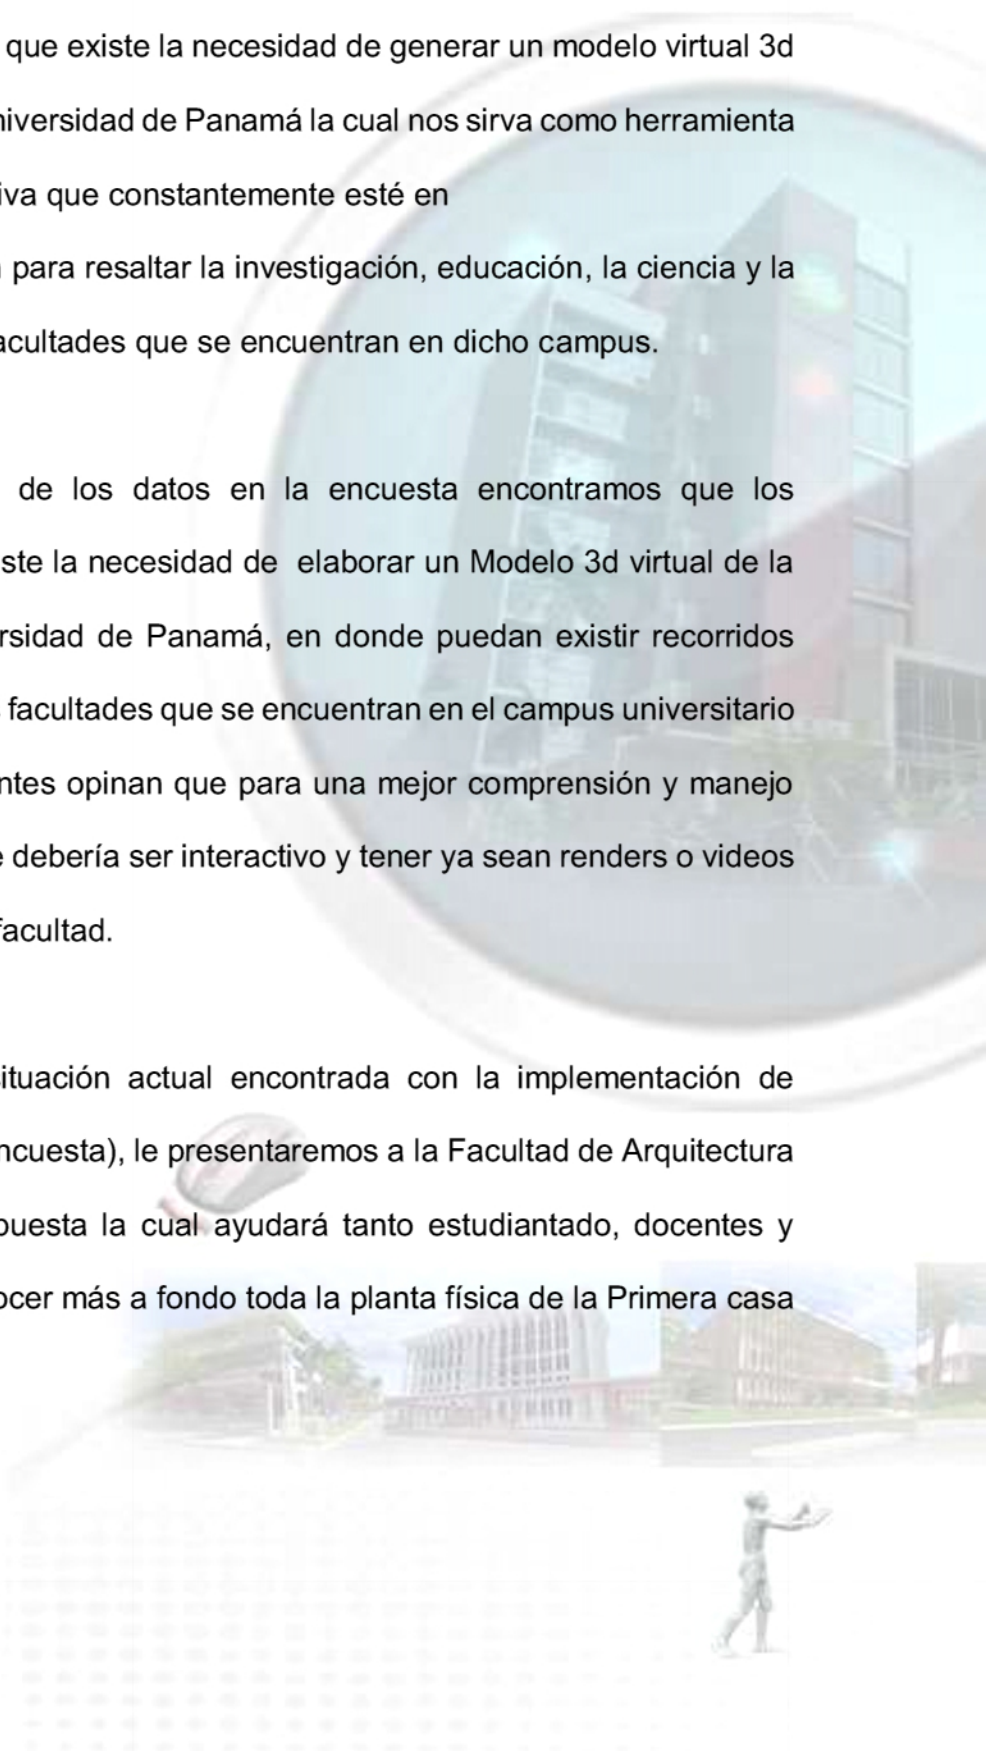 que existe la necesidad de generar un modelo virtual 3d
niversidad de Panamá la cual nos sirva como herramienta
iva que constantemente esté en
para resaltar la investigación, educación, la ciencia y la
acultades que se encuentran en dicho campus.
de los datos en la encuesta encontramos que los
ste la necesidad de elaborar un Modelo 3d virtual de la
rsidad de Panamá, en donde puedan existir recorridos
facultades que se encuentran en el campus universitario
ntes opinan que para una mejor comprensión y manejo
e debería ser interactivo y tener ya sean renders o videos
facultad.
situación actual encontrada con la implementación de
ncuesta), le presentaremos a la Facultad de Arquitectura
puesta la cual ayudará tanto estudiantado, docentes y
ocer más a fondo toda la planta física de la Primera casa